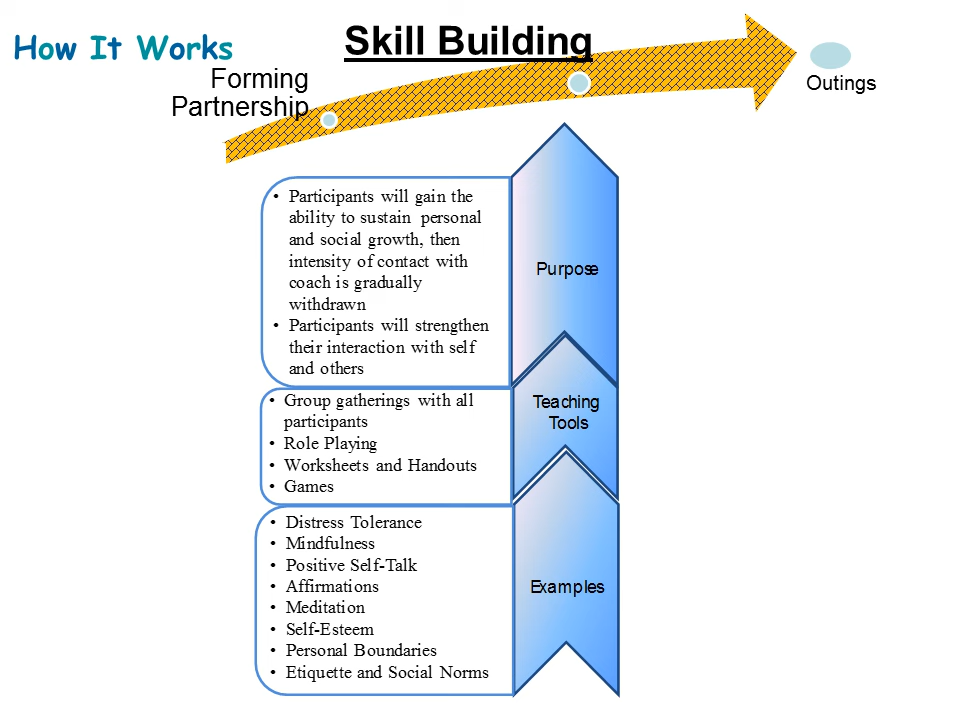 How It Works
Skill Building
Forming
Partnership
Outings
• Participants will gain the
ability to sustain personal
and social growth, then
intensity of contact with
coach is gradually
withdrawn
• Participants will strengthen
their interaction with self
and others
Purpose
• Group gatherings with all
participants
• Role Playing
• Worksheets and Handouts
• Games
Teaching
Tools
• Distress Tolerance
• Mindfulness
• Positive Self-Talk
• Affirmations
• Meditation
• Self-Esteem
• Personal Boundaries
• Etiquette and Social Norms
Examples